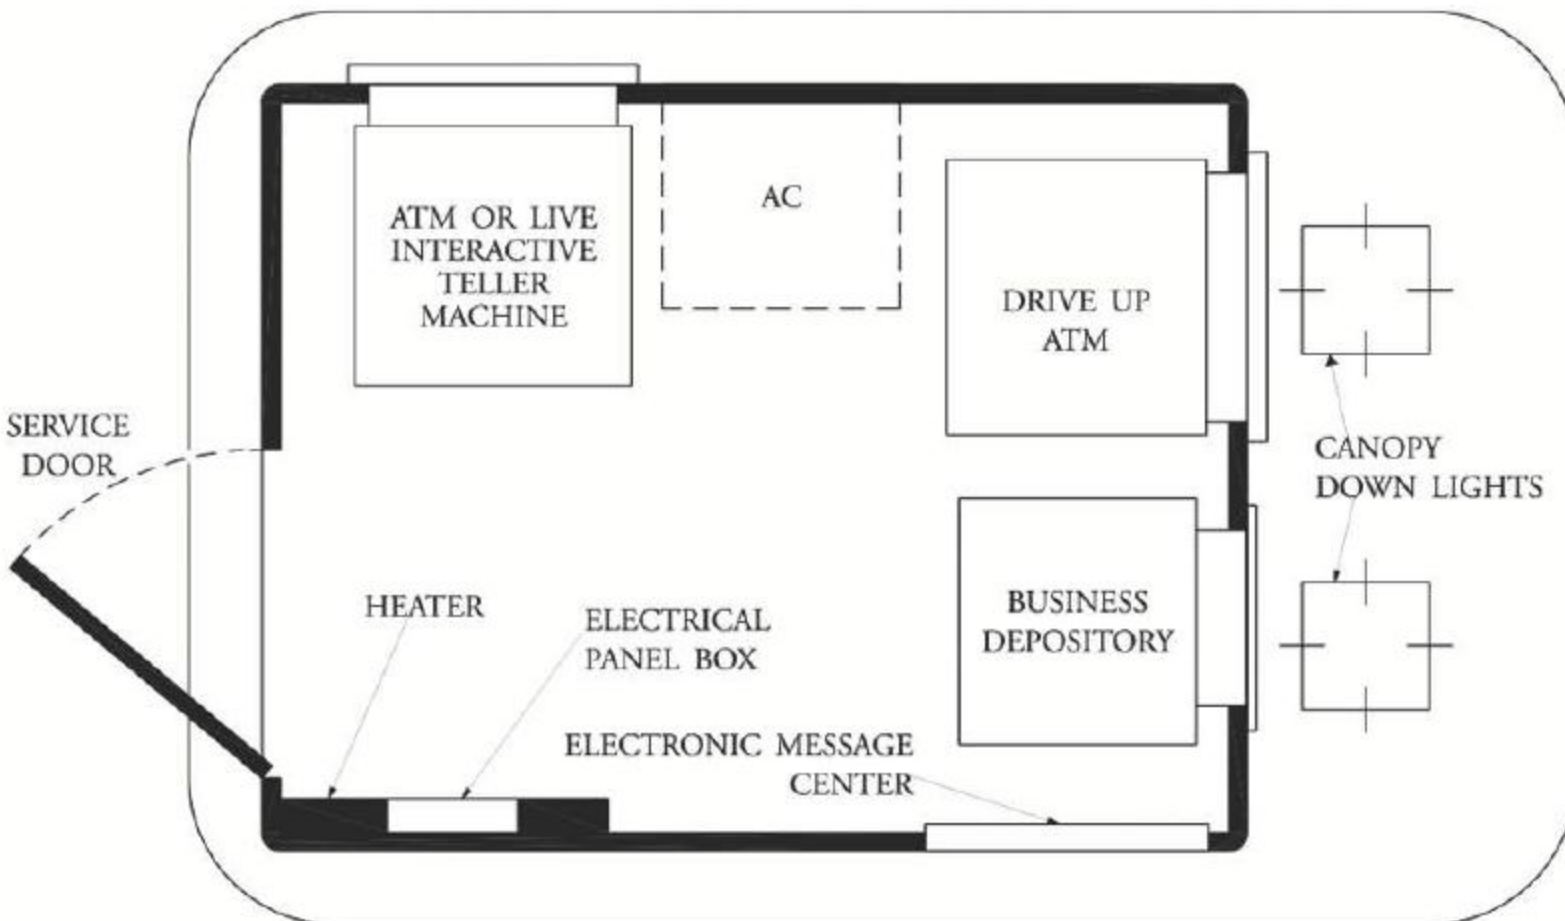 ATM OR LIVE
INTERACTIVE
TELLER
MACHINE
AC
DRIVE UP
ATM
SERVICE
DOOR
CANOPY
DOWN LIGHTS
HEATER
ELECTRICAL
PANEL BOX
BUSINESS
DEPOSITORY
ELECTRONIC MESSAGE
CENTER